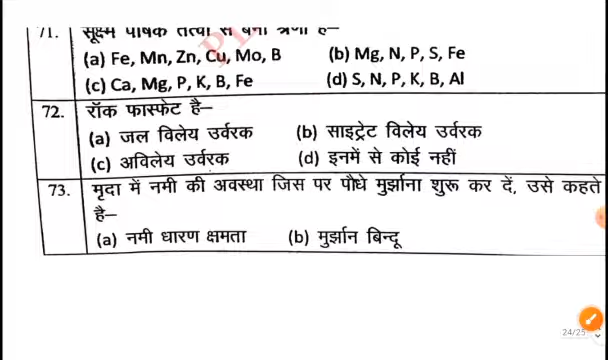 71. सूक्ष्म पोषक तत्वों से बनी श्रेणी है–
(a) Fe, Mn, Zn, Cu, Mo, B (b) Mg, N, P, S, Fe
(c) Ca, Mg, P, K, B, Fe (d) S, N, P, K, B, Al
72. रॉक फास्फेट है–
(a) जल विलेय उर्वरक (b) साइट्रेट विलेय उर्वरक
(c) अविलेय उर्वरक (d) इनमें से कोई नहीं
73. मृदा में नमी की अवस्था जिस पर पौधे मुर्झाना शुरू कर दें, उसे कहते
है–
(a) नमी धारण क्षमता (b) मुर्झान बिन्दू
24/25